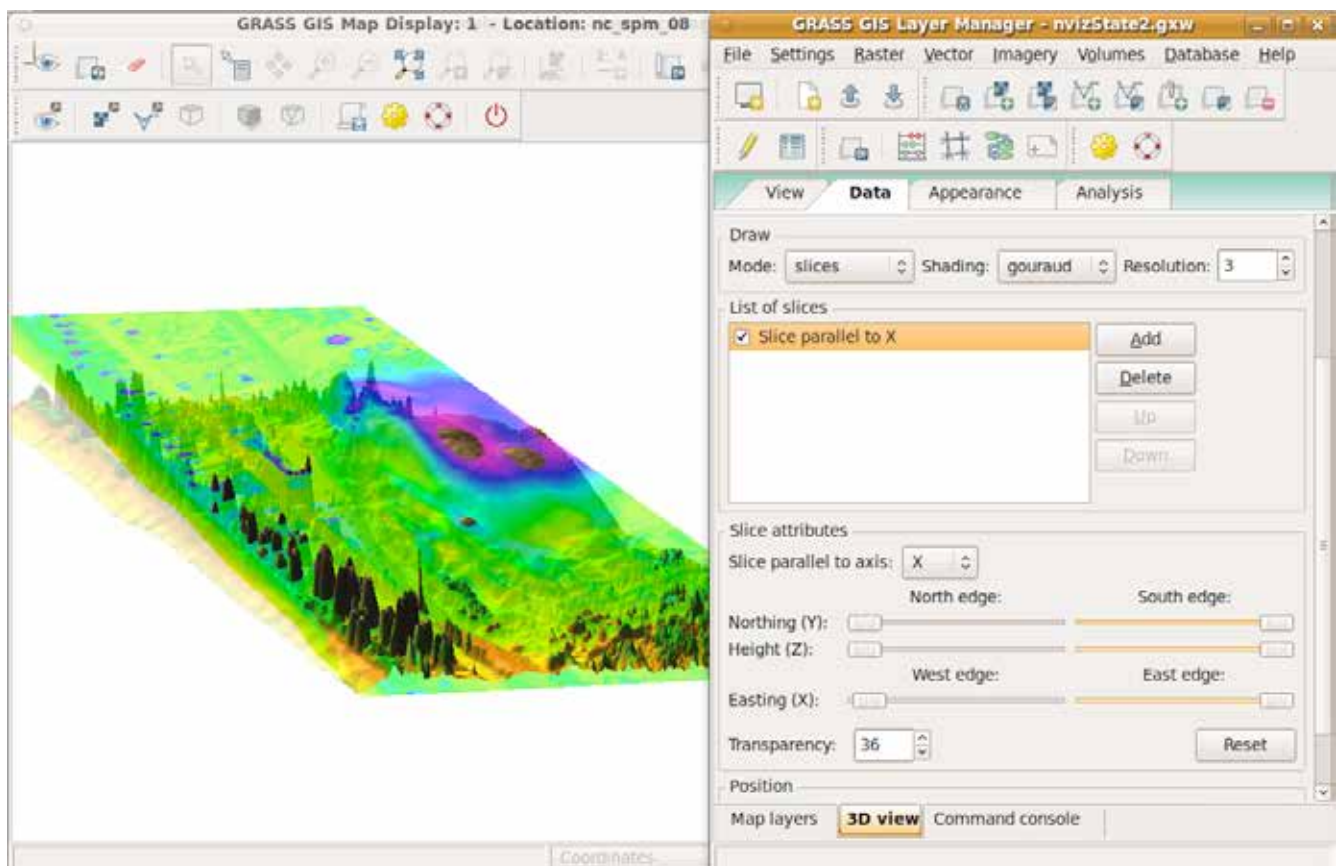 GRASS GIS Map Display: 1 - Location: nc_spm_08
GRASS GIS Layer Manager - nvizState2.gxw
File Settings Raster Vector Imagery Volumes Database Help
View Data Appearance Analysis
Draw
Mode: slices Shading: gouraud Resolution: 3
List of slices
Slice parallel to X
Add
Delete
Up
Down
Slice attributes
Slice parallel to axis: X
North edge: South edge:
Northing (Y):
Height (Z):
West edge: East edge:
Easting (X):
Transparency: 36 Reset
Position
Map layers 3D view Command console
Coordinates